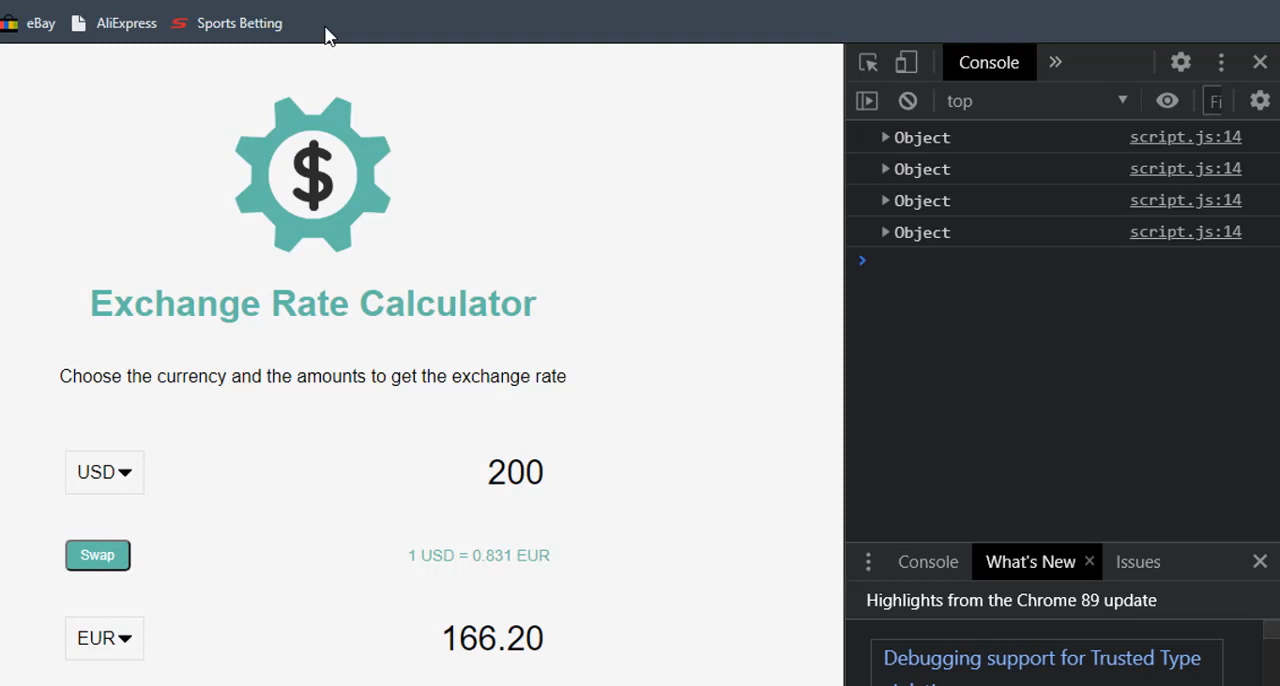 eBay AliExpress Sports Betting
Console
top Fi
Object script.js:14
Object script.js:14
Object script.js:14
Object script.js:14
$
Exchange Rate Calculator
Choose the currency and the amounts to get the exchange rate
USD 200
Swap 1 USD = 0.831 EUR
EUR 166.20
Console What's New Issues
Highlights from the Chrome 89 update
Debugging support for Trusted Type